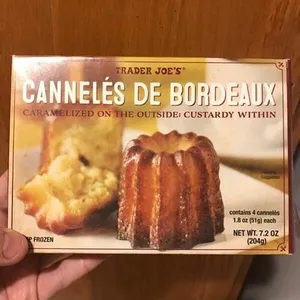 TRADER JOE'S®
CANNELÉS DE BORDEAUX
CARAMELIZED ON THE OUTSIDE: CUSTARDY WITHIN
contains 4 cannelés
1.8 oz (51g) each
NET WT. 7.2 OZ
(204g)
P FROZEN